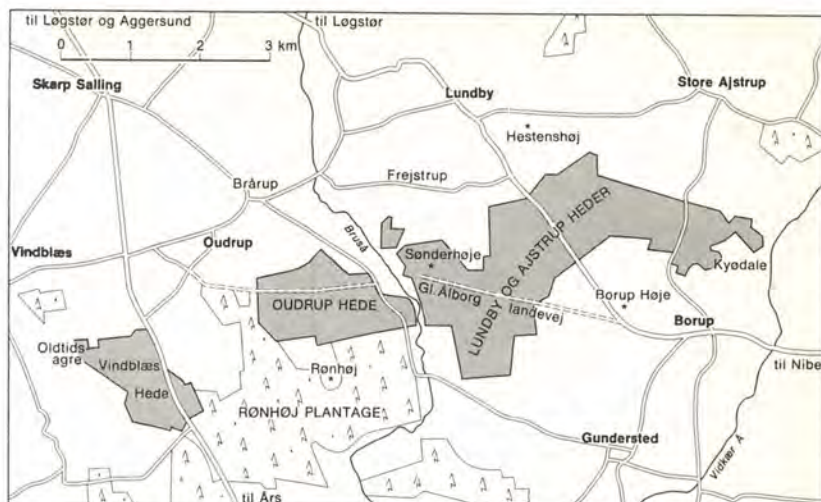 til Løgstør og Aggersund
til Løgstør
0 1 2 3 km
Skarp Salling
Lundby
Store Ajstrup
Hestenshøj
Frejstrup
Brårup
Bruså
LUNDBY OG AJSTRUP HEDER
Vindblæs
Oudrup
Sønderhøje
Kyødale
OUDRUP HEDE
Gl. Ålborg
landevej
Borup Høje
Borup
Oldtids
agre
Vindblæs
Hede
Rønhøj
til Nibe
RØNHØJ PLANTAGE
Gundersted
Vidkær Å
til Års